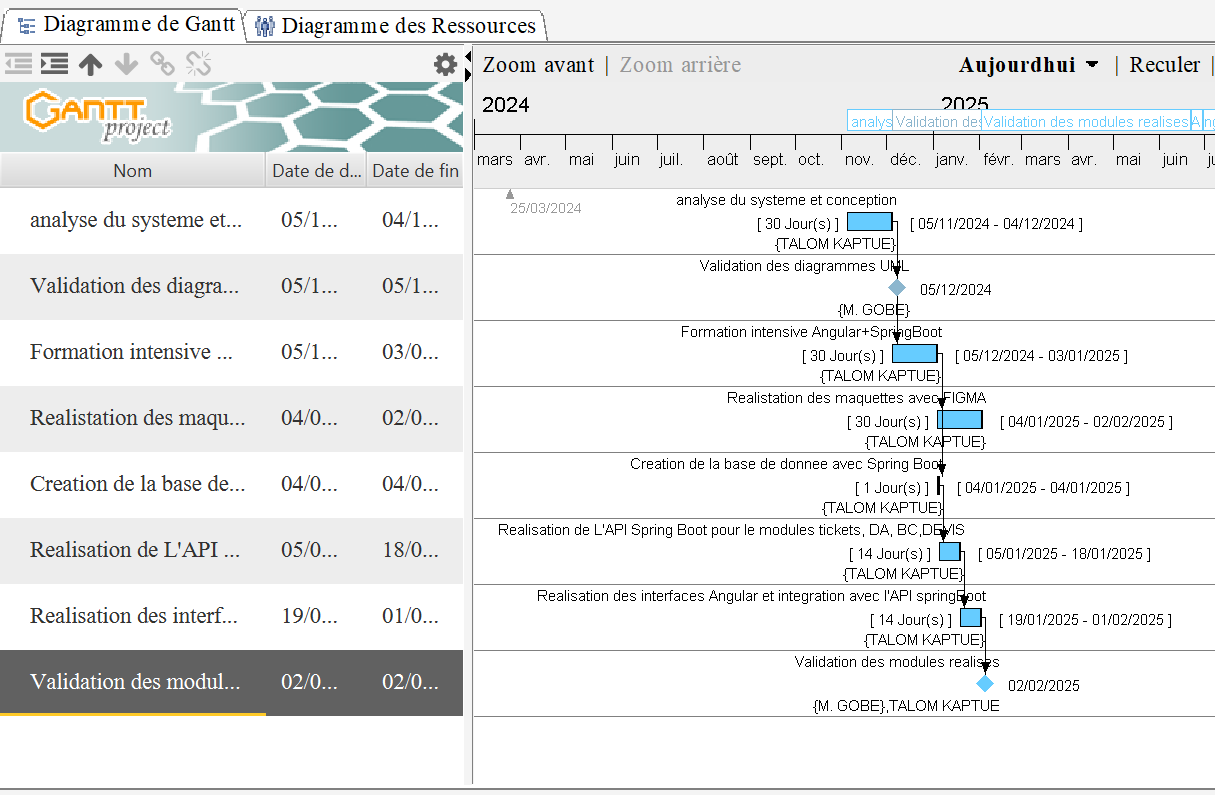 Diagramme de Gantt
Diagramme des Ressources
Zoom avant | Zoom arrière
Aujourdhui | Reculer |
GANTT
project
2024
2025
analys
Validation des
Validation des modules realises
A
mars avr. mai juin juil. août sept. oct. nov. déc. janv. févr. mars avr. mai juin
Nom Date de d... Date de fin
25/03/2024
analyse du systeme et... 05/1... 04/1...
analyse du systeme et conception
[ 30 Jour(s) ] [ 05/11/2024 - 04/12/2024 ]
{TALOM KAPTUE}
Validation des diagra... 05/1... 05/1...
Validation des diagrammes UML
05/12/2024
{M. GOBE}
Formation intensive ... 05/1... 03/0...
Formation intensive Angular+SpringBoot
[ 30 Jour(s) ] [ 05/12/2024 - 03/01/2025 ]
{TALOM KAPTUE}
Realistation des maqu... 04/0... 02/0...
Realistation des maquettes avec FIGMA
[ 30 Jour(s) ] [ 04/01/2025 - 02/02/2025 ]
{TALOM KAPTUE}
Creation de la base de... 04/0... 04/0...
Creation de la base de donnee avec Spring Boot
[ 1 Jour(s) ] [ 04/01/2025 - 04/01/2025 ]
{TALOM KAPTUE}
Realisation de L'API ... 05/0... 18/0...
Realisation de L'API Spring Boot pour le modules tickets, DA, BC,DEVIS
[ 14 Jour(s) ] [ 05/01/2025 - 18/01/2025 ]
{TALOM KAPTUE}
Realisation des interf... 19/0... 01/0...
Realisation des interfaces Angular et integration avec l'API springBoot
[ 14 Jour(s) ] [ 19/01/2025 - 01/02/2025 ]
{TALOM KAPTUE}
Validation des modul... 02/0... 02/0...
Validation des modules realises
02/02/2025
{M. GOBE},TALOM KAPTUE